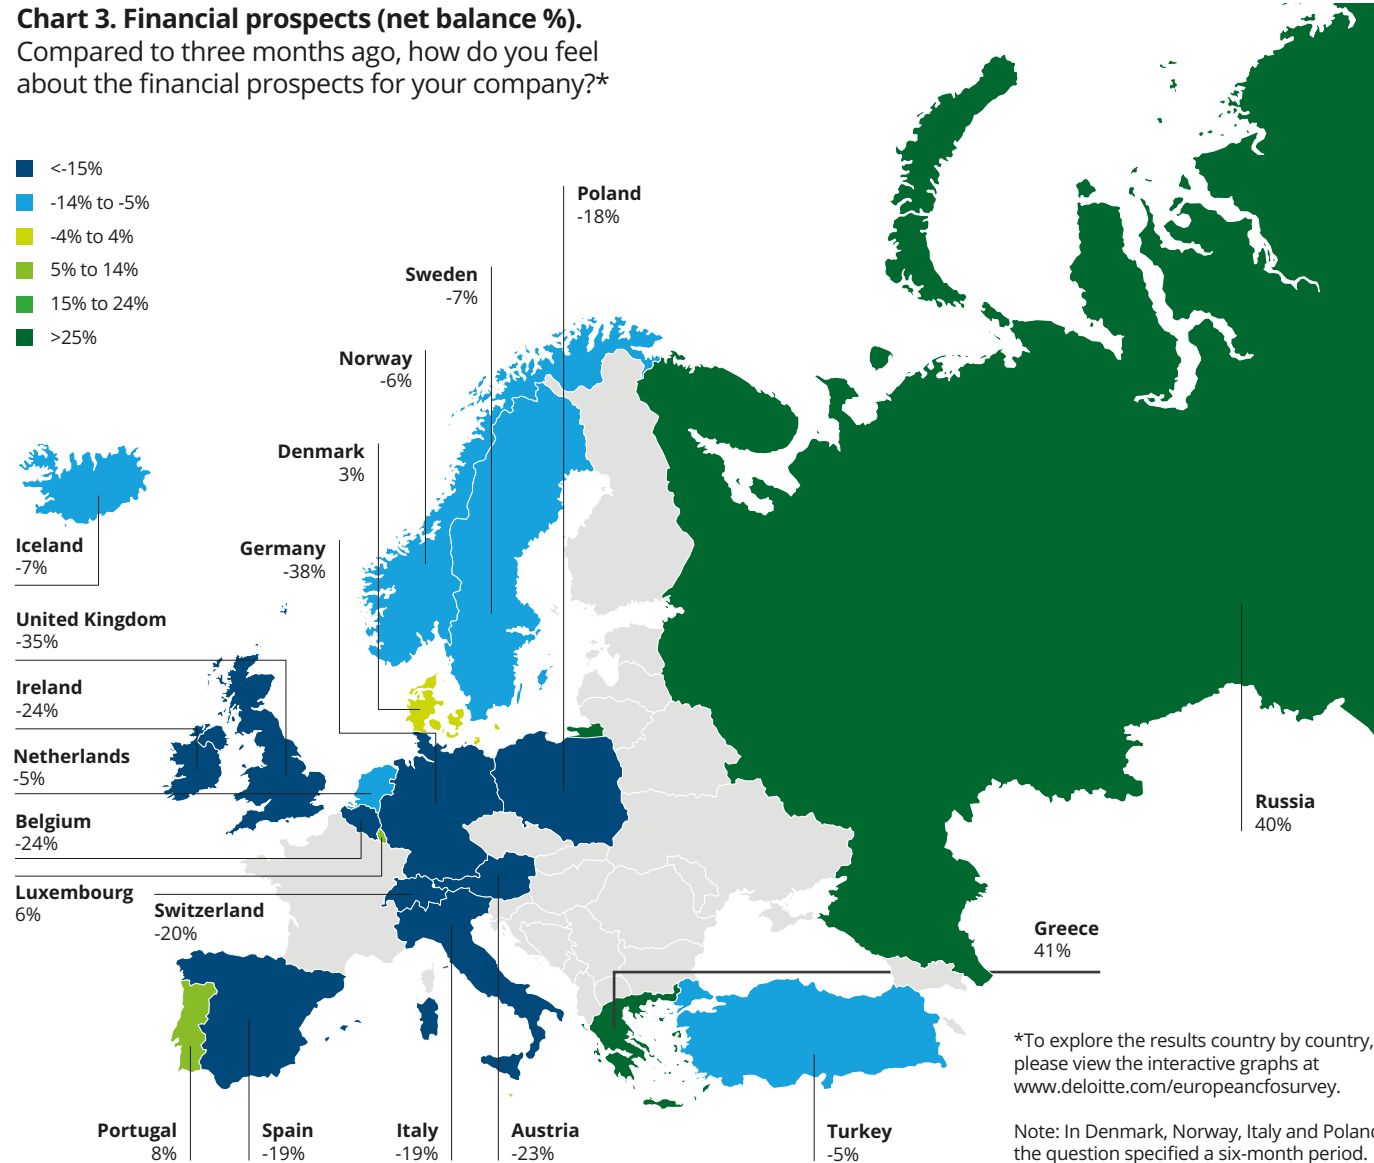 Chart 3. Financial prospects (net balance %).
Compared to three months ago, how do you feel
about the financial prospects for your company?*
<-15%
-14% to -5%
-4% to 4%
5% to 14%
15% to 24%
>25%
Poland
-18%
Sweden
-7%
Norway
-6%
Denmark
3%
Germany
-38%
Iceland
-7%
United Kingdom
-35%
Ireland
-24%
Netherlands
-5%
Belgium
-24%
Luxembourg
6%
Switzerland
-20%
Russia
40%
Greece
41%
*To explore the results country by country,
please view the interactive graphs at
www.deloitte.com/europeancfosurvey.
Note: In Denmark, Norway, Italy and Poland
the question specified a six-month period.
Portugal
8%
Spain
-19%
Italy
-19%
Austria
-23%
Turkey
-5%